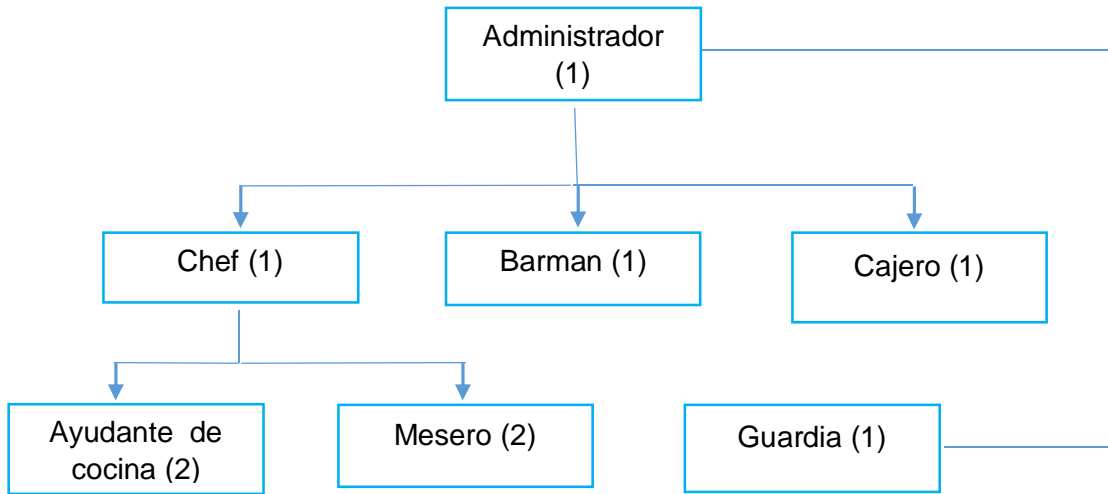 Administrador
(1)
Chef (1)
Barman (1)
Cajero (1)
Ayudante de
cocina (2)
Mesero (2)
Guardia (1)